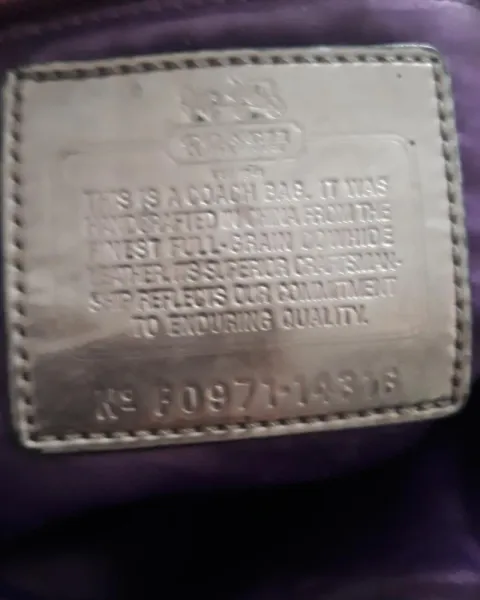 COACH
THIS IS A COACH BAG. IT WAS
HANDCRAFTED IN CHINA FROM THE
FINEST FULL-GRAIN COWHIDE
LEATHER. ITS SUPERIOR CRAFTSMAN-
SHIP REFLECTS OUR COMMITMENT
TO ENDURING QUALITY.
Nº F0971-14316